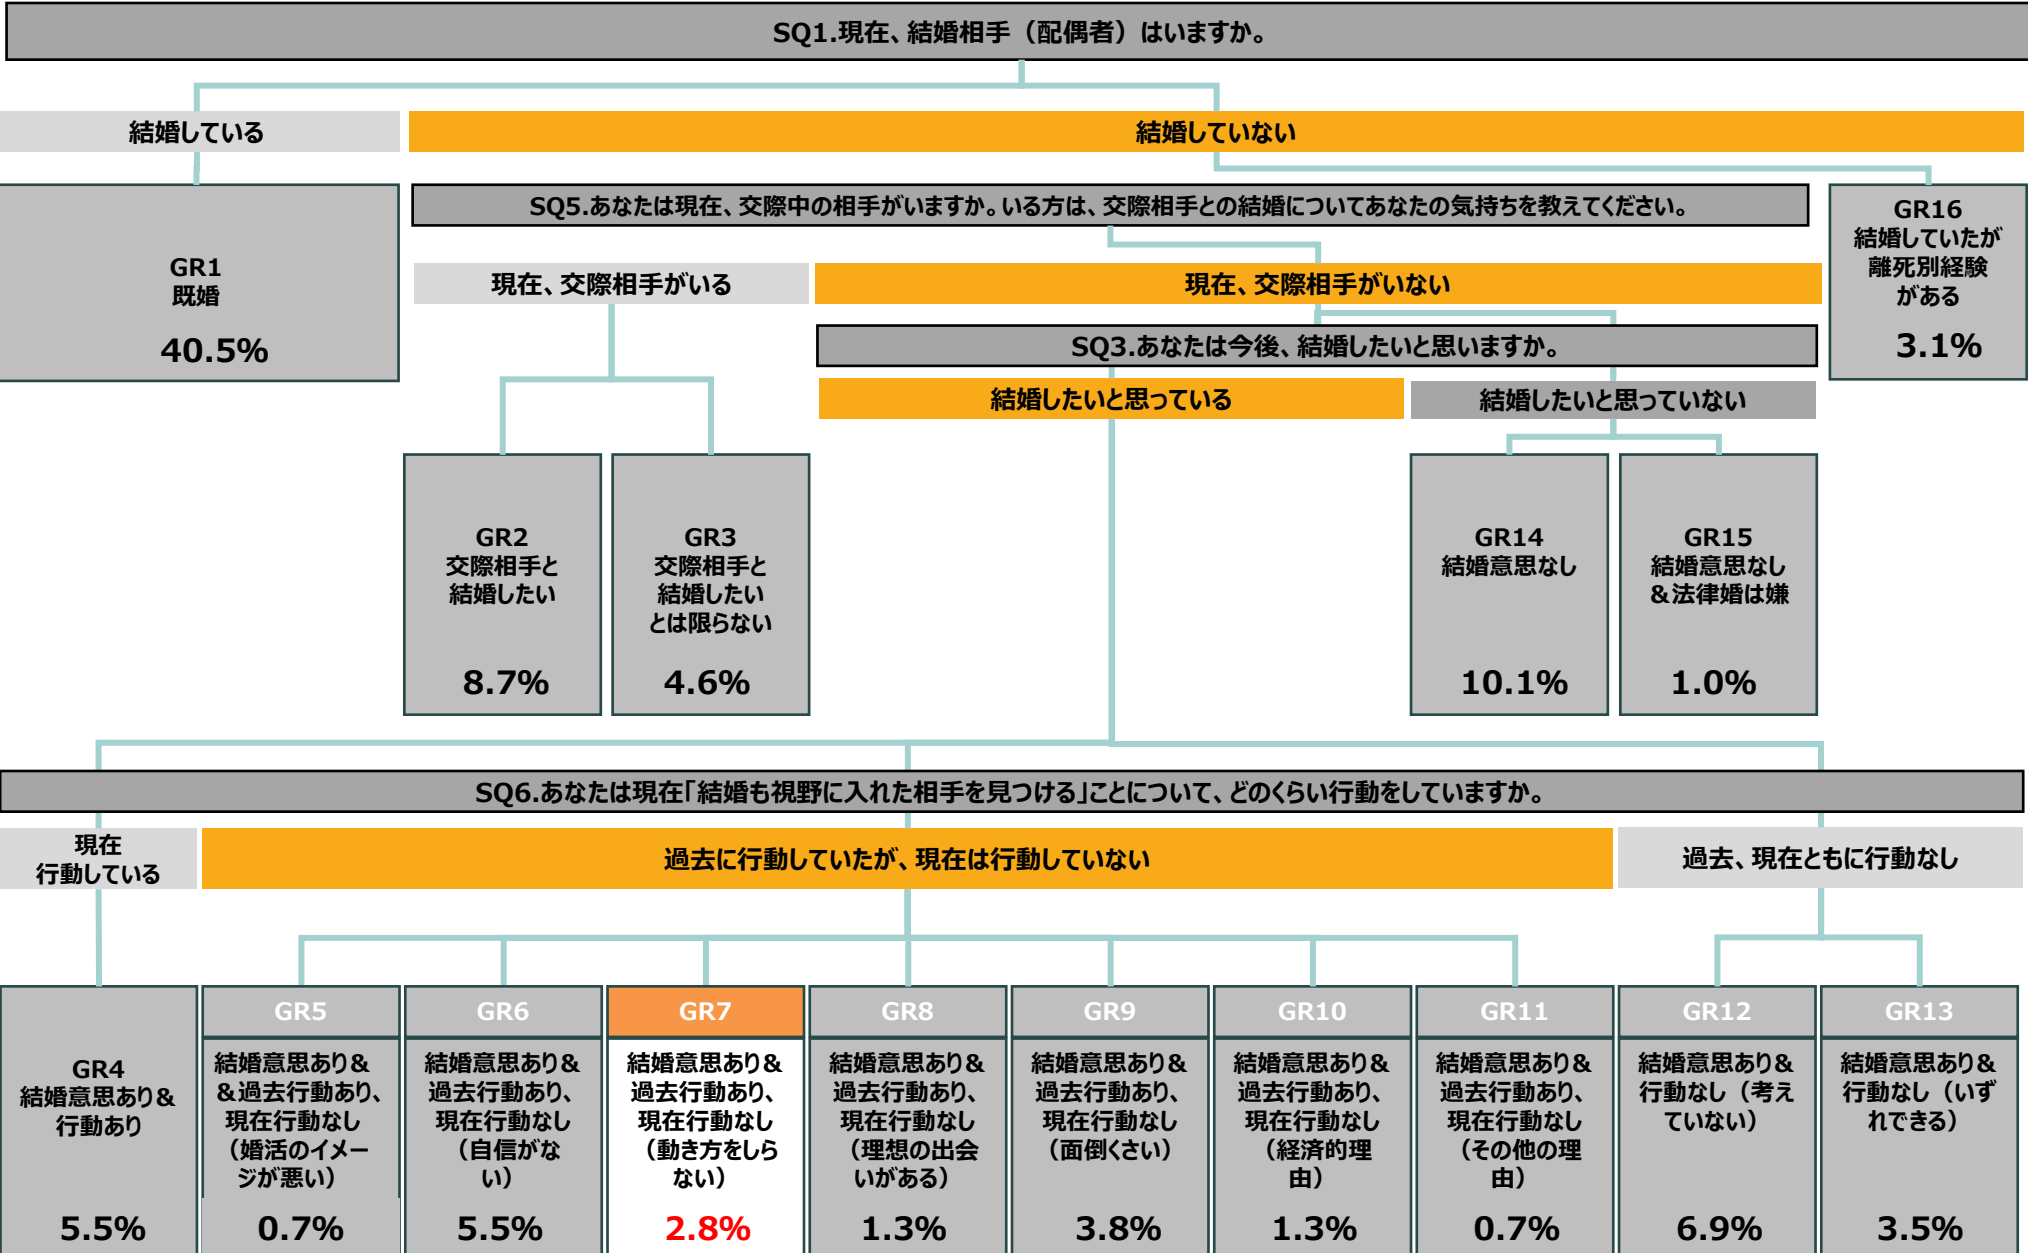 SQ1.現在、結婚相手（配偶者）はいますか。
結婚している
結婚していない
GR1
既婚
40.5%
SQ5.あなたは現在、交際中の相手がいますか。いる方は、交際相手との結婚についてあなたの気持ちを教えてください。
GR16
結婚していたが
離死別経験
がある
3.1%
現在、交際相手がいる
現在、交際相手がいない
SQ3.あなたは今後、結婚したいと思いますか。
結婚したいと思っている
結婚したいと思っていない
GR2
交際相手と
結婚したい
8.7%
GR3
交際相手と
結婚したい
とは限らない
4.6%
GR14
結婚意思なし
10.1%
GR15
結婚意思なし
＆法律婚は嫌
1.0%
SQ6.あなたは現在「結婚も視野に入れた相手を見つける」ことについて、どのくらい行動をしていますか。
現在
行動している
過去に行動していたが、現在は行動していない
過去、現在ともに行動なし
GR4
結婚意思あり&
行動あり
5.5%
GR5
結婚意思あり&
&過去行動あり、
現在行動なし
（婚活のイメー
ジが悪い）
0.7%
GR6
結婚意思あり&
過去行動あり、
現在行動なし
（自信がな
い）
5.5%
GR7
結婚意思あり&
過去行動あり、
現在行動なし
（動き方をしら
ない）
2.8%
GR8
結婚意思あり&
過去行動あり、
現在行動なし
（理想の出会
いがある）
1.3%
GR9
結婚意思あり&
過去行動あり、
現在行動なし
（面倒くさい）
3.8%
GR10
結婚意思あり&
過去行動あり、
現在行動なし
（経済的理
由）
1.3%
GR11
結婚意思あり&
過去行動あり、
現在行動なし
（その他の理
由）
0.7%
GR12
結婚意思あり&
行動なし（考え
ていない）
6.9%
GR13
結婚意思あり&
行動なし（いず
れできる）
3.5%